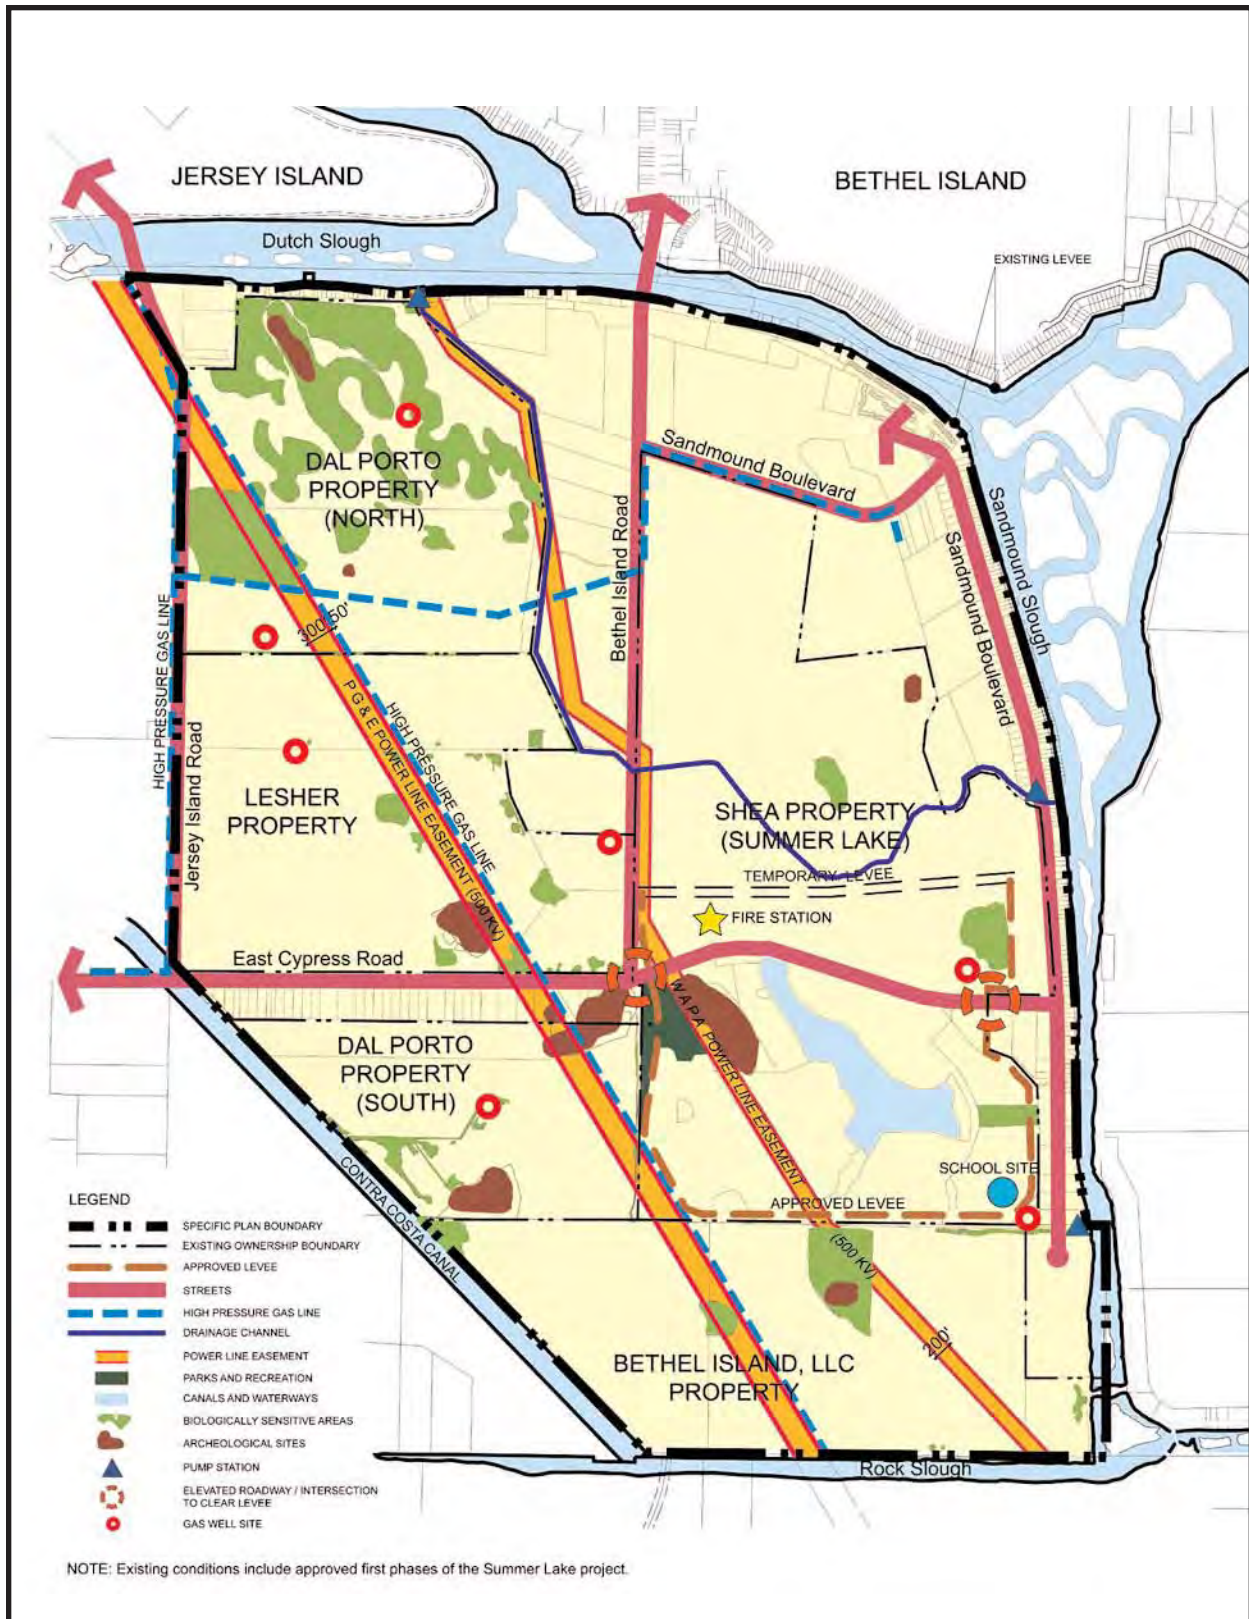 JERSEY ISLAND
BETHEL ISLAND
Dutch Slough
EXISTING LEVEE
Sandmound Boulevard
DAL PORTO
PROPERTY
(NORTH)
Bethel Island Road
Sandmound Slough
Sandmound Boulevard
HIGH PRESSURE GAS LINE
300'
50'
Jersey Island Road
HIGH PRESSURE GAS LINE
P G & E POWER LINE EASEMENT (500 KV)
LESHER
PROPERTY
SHEA PROPERTY
(SUMMER LAKE)
TEMPORARY LEVEE
FIRE STATION
East Cypress Road
W A P A POWER LINE EASEMENT
(500 KV)
DAL PORTO
PROPERTY
(SOUTH)
SCHOOL SITE
APPROVED LEVEE
CONTRA COSTA CANAL
200'
BETHEL ISLAND, LLC
PROPERTY
Rock Slough
LEGEND
SPECIFIC PLAN BOUNDARY
EXISTING OWNERSHIP BOUNDARY
APPROVED LEVEE
STREETS
HIGH PRESSURE GAS LINE
DRAINAGE CHANNEL
POWER LINE EASEMENT
PARKS AND RECREATION
CANALS AND WATERWAYS
BIOLOGICALLY SENSITIVE AREAS
ARCHEOLOGICAL SITES
PUMP STATION
ELEVATED ROADWAY / INTERSECTION
TO CLEAR LEVEE
GAS WELL SITE
NOTE: Existing conditions include approved first phases of the Summer Lake project.